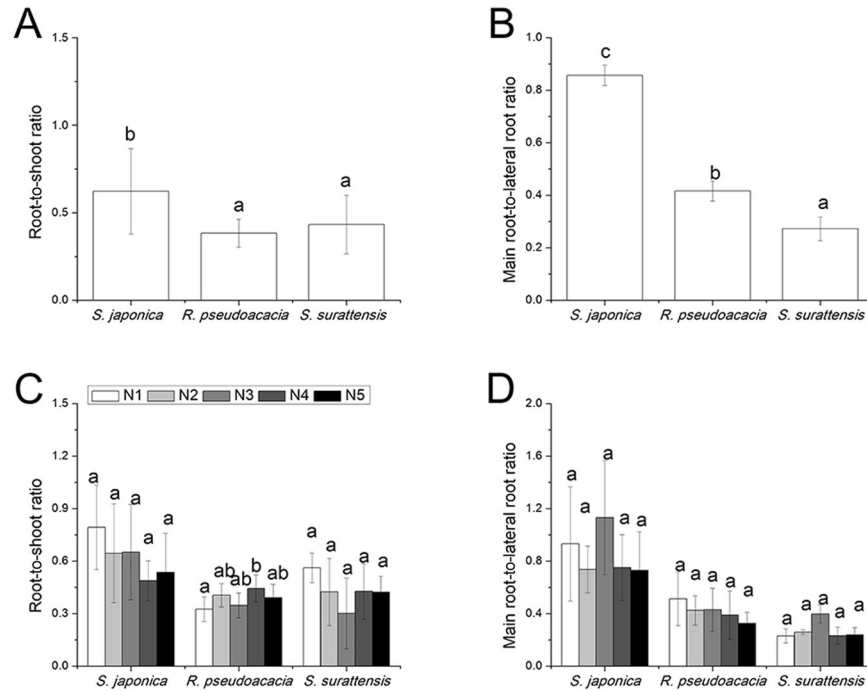 A
Root-to-shoot ratio
1.5
1.0
0.5
0.0
b
a
a
S. japonica R. pseudoacacia S. surattensis
B
Main root-to-lateral root ratio
1.0
0.8
0.6
0.4
0.2
0.0
c
b
a
S. japonica R. pseudoacacia S. surattensis
C
N1 N2 N3 N4 N5
Root-to-shoot ratio
1.5
1.2
0.9
0.6
0.3
0.0
a a a a a
a ab ab b ab
a a a a a
S. japonica R. pseudoacacia S. surattensis
D
Main root-to-lateral root ratio
2.0
1.6
1.2
0.8
0.4
0.0
a a a a a
a a a a a
a a a a a
S. japonica R. pseudoacacia S. surattensis